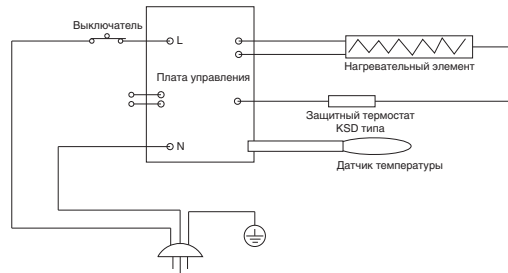 Выключатель
L
Плата управления
N
Нагревательный элемент
Защитный термостат
KSD типа
Датчик температуры